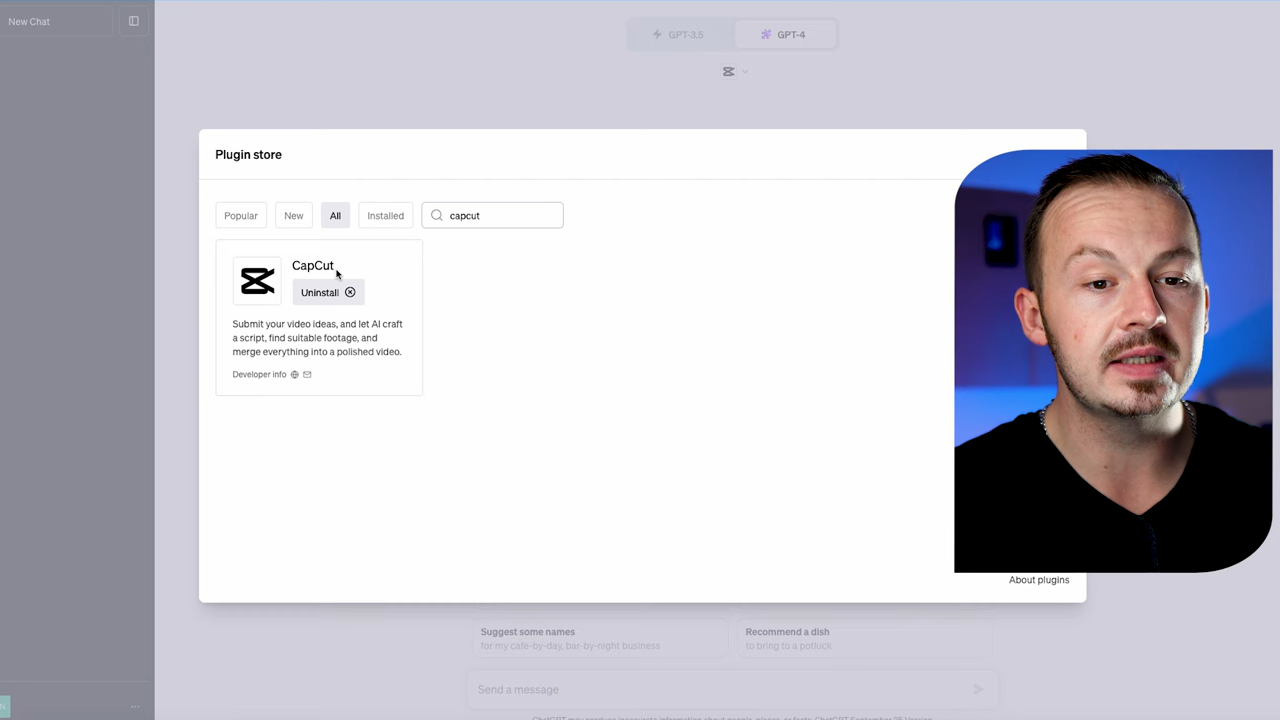 New Chat
GPT-3.5
GPT-4
Plugin store
Popular
New
All
Installed
capcut
CapCut
Uninstall
Submit your video ideas, and let AI craft
a script, find suitable footage, and
merge everything into a polished video.
Developer info
About plugins
Suggest some names
for my cafe-by-day, bar-by-night business
Recommend a dish
to bring to a potluck
Send a message
N